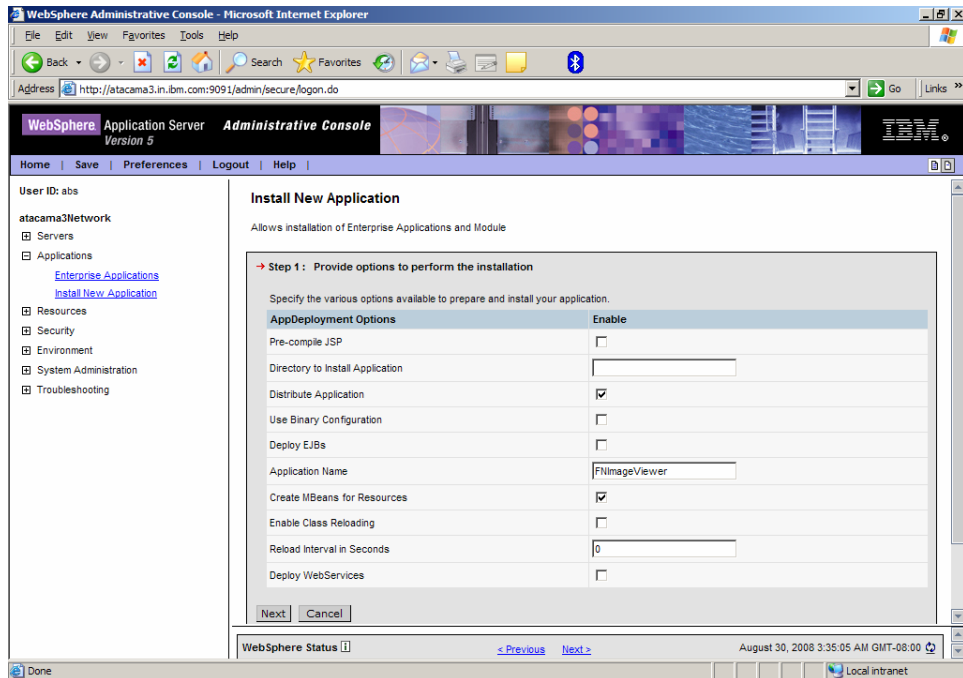 WebSphere Administrative Console - Microsoft Internet Explorer
File Edit View Favorites Tools Help
Back Search Favorites
Address http://atacama3.in.ibm.com:9091/admin/secure/logon.do Go Links »
WebSphere. Application Server Administrative Console
Version 5
IBM®
Home | Save | Preferences | Logout | Help |
User ID: abs
atacama3Network
Servers
Applications
Enterprise Applications
Install New Application
Resources
Security
Environment
System Administration
Troubleshooting
Install New Application
Allows installation of Enterprise Applications and Module
→ Step 1 : Provide options to perform the installation
Specify the various options available to prepare and install your application.
AppDeployment Options Enable
Pre-compile JSP
Directory to Install Application
Distribute Application
Use Binary Configuration
Deploy EJBs
Application Name FNImageViewer
Create MBeans for Resources
Enable Class Reloading
Reload Interval in Seconds 0
Deploy WebServices
Next Cancel
WebSphere Status i < Previous Next > August 30, 2008 3:35:05 AM GMT-08:00
Done Local intranet